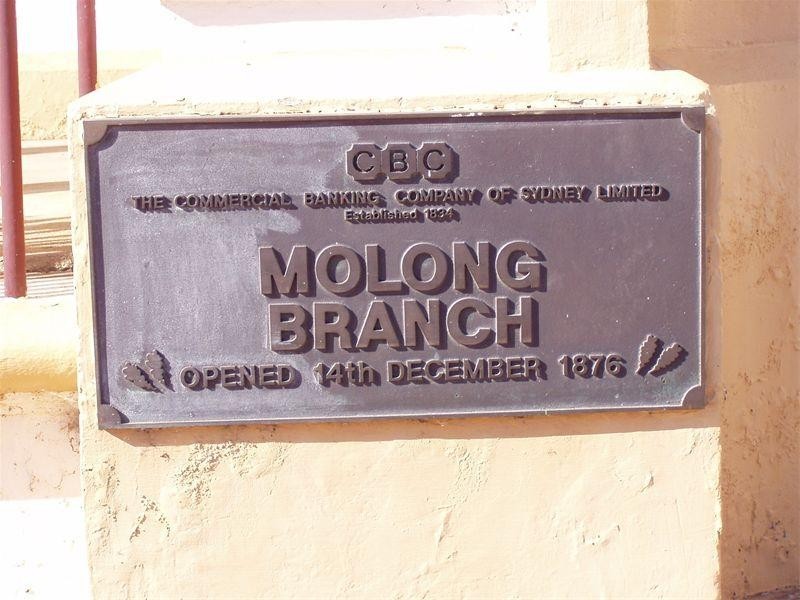 CBC
THE COMMERCIAL BANKING COMPANY OF SYDNEY LIMITED
Established 1834
MOLONG
BRANCH
OPENED 14th DECEMBER 1876